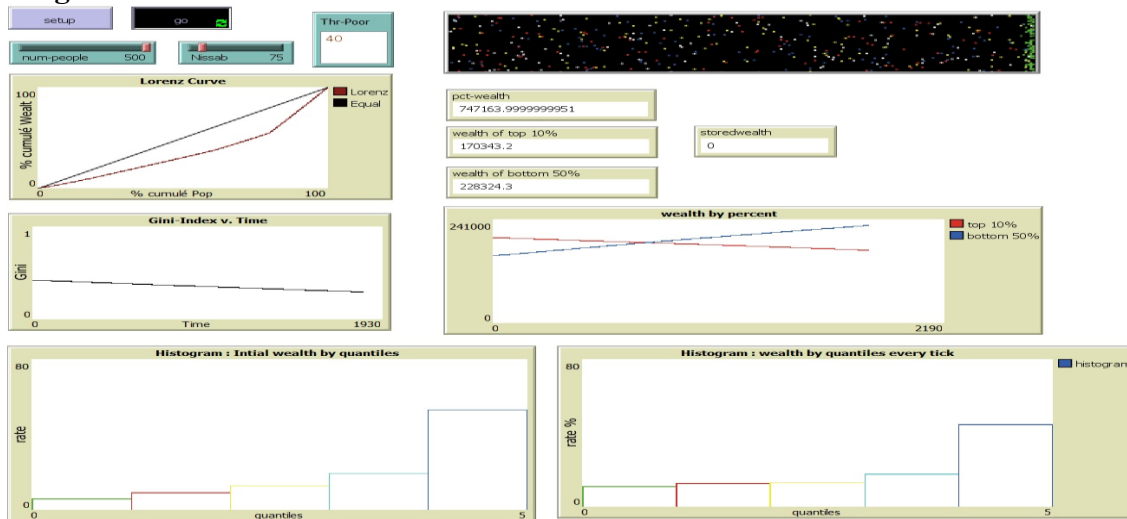 setup
go
Thr-Poor
40
num-people 500
Nissab 75
Lorenz Curve
100
% cumulé Wealt
0
0
% cumulé Pop
100
Lorenz
Equal
pct-wealth
747163.9999999951
wealth of top 10%
170343.2
storedwealth
0
wealth of bottom 50%
228324.3
Gini-Index v. Time
1
Gini
0
0
Time
1930
wealth by percent
241000
0
0
2190
top 10%
bottom 50%
Histogram : Intial wealth by quantiles
80
rate
0
0
quantiles
5
Histogram : wealth by quantiles every tick
80
rate %
0
0
quantiles
5
histogram